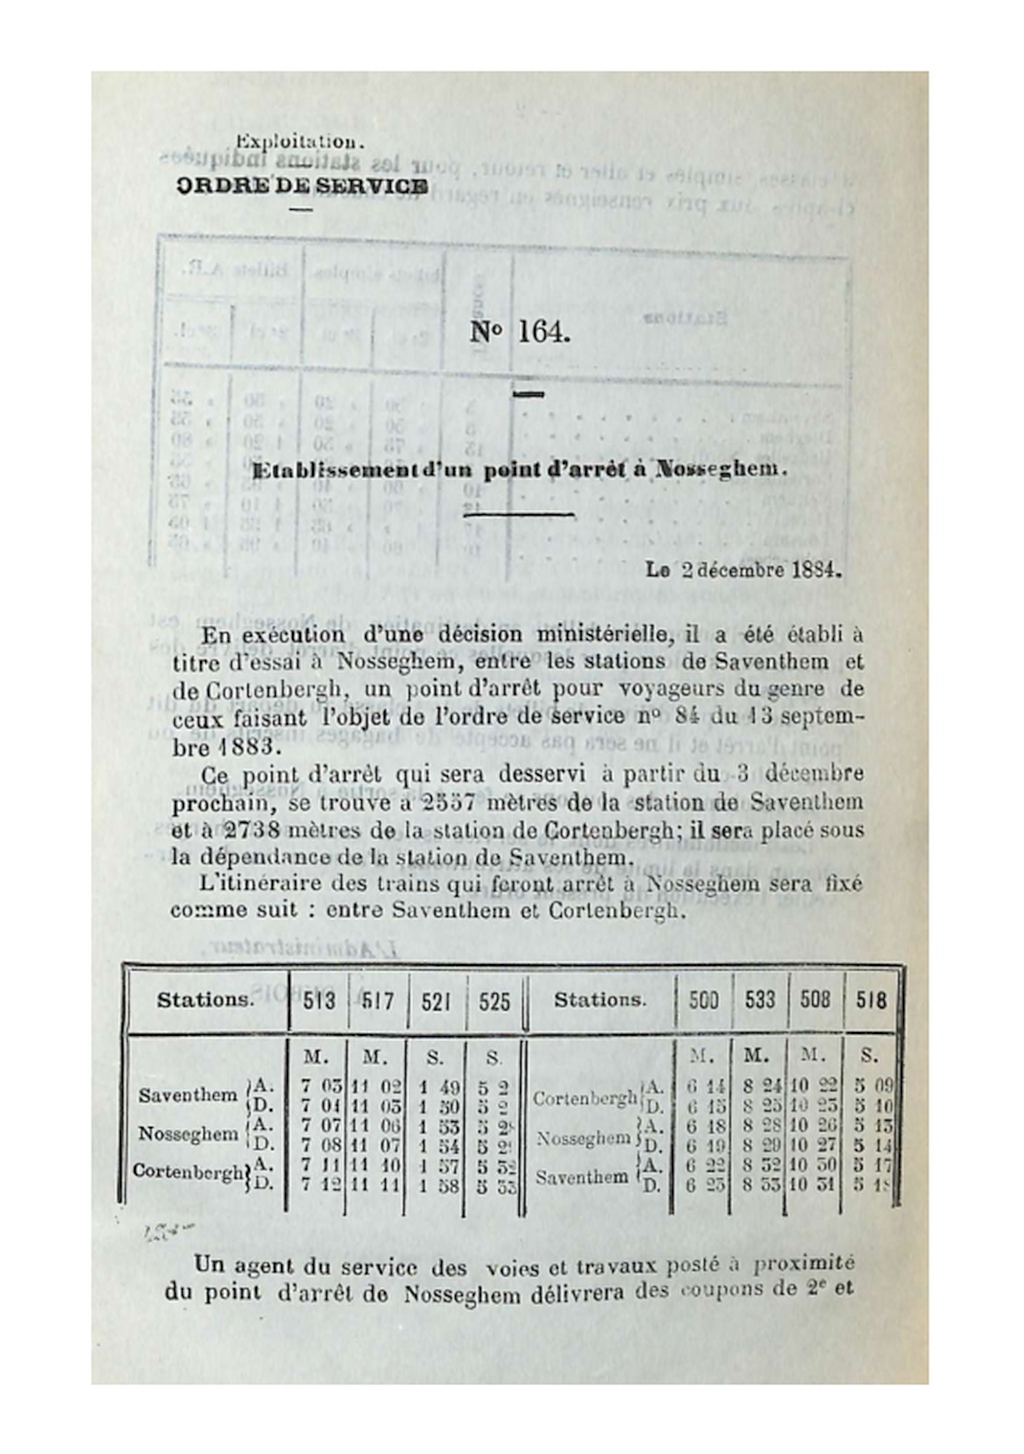 Exploitation.
ORDRE DE SERVICE
Nº 164.
Etablissement d'un point d'arrêt à Nosseghem.
Le 2 décembre 1884.
En exécution d'une décision ministérielle, il a été établi à
titre d'essai à Nosseghem, entre les stations de Saventhem et
de Cortenbergh, un point d'arrêt pour voyageurs du genre de
ceux faisant l'objet de l'ordre de service nº 84 du 13 septem-
bre 1883.
Ce point d'arrêt qui sera desservi à partir du 3 décembre
prochain, se trouve à 2557 mètres de la station de Saventhem
et à 2738 mètres de la station de Cortenbergh; il sera placé sous
la dépendance de la station de Saventhem.
L'itinéraire des trains qui feront arrêt à Nosseghem sera fixé
comme suit : entre Saventhem et Cortenbergh.
Stations. 513 517 521 525 Stations. 500 533 508 518
M. M. S. S. M. M. M. S.
Saventhem A. 7 03 11 02 1 49 5 2 Cortenbergh A. 6 14 8 24 10 22 5 09
D. 7 04 11 03 1 50 5 2 D. 6 15 8 25 10 23 5 10
Nosseghem A. 7 07 11 06 1 53 5 2 Nosseghem A. 6 18 8 28 10 26 5 13
D. 7 08 11 07 1 54 5 2 D. 6 19 8 29 10 27 5 14
Cortenbergh A. 7 11 11 10 1 57 5 32 Saventhem A. 6 22 8 32 10 30 5 17
D. 7 12 11 11 1 58 5 33 D. 6 23 8 33 10 31 5 1
Un agent du service des voies et travaux posté à proximité
du point d'arrêt de Nosseghem délivrera des coupons de 2e et